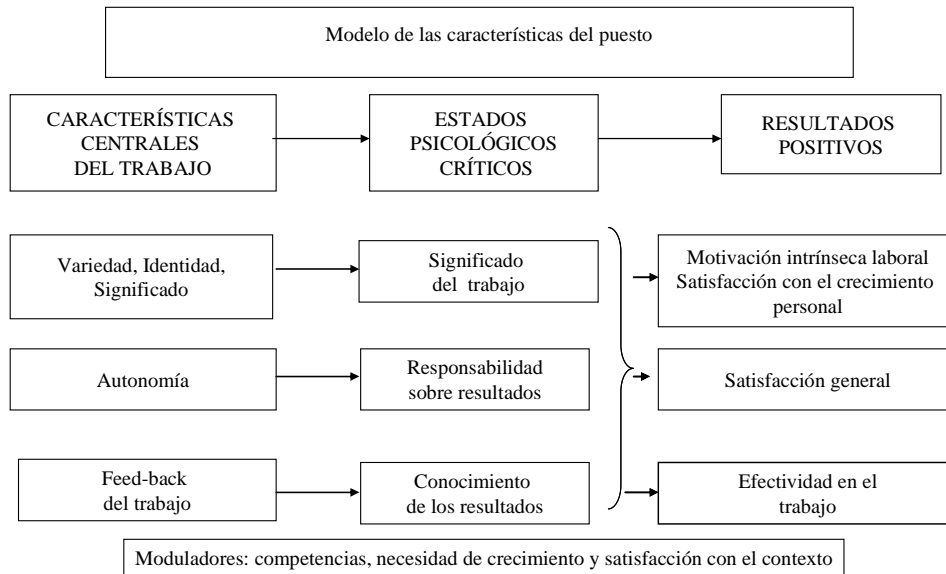 Modelo de las características del puesto
CARACTERÍSTICAS
CENTRALES
DEL TRABAJO
ESTADOS
PSICOLÓGICOS
CRÍTICOS
RESULTADOS
POSITIVOS
Variedad, Identidad,
Significado
Significado
del trabajo
Motivación intrínseca laboral
Satisfacción con el crecimiento
personal
Autonomía
Responsabilidad
sobre resultados
Satisfacción general
Feed-back
del trabajo
Conocimiento
de los resultados
Efectividad en el
trabajo
Moduladores: competencias, necesidad de crecimiento y satisfacción con el contexto